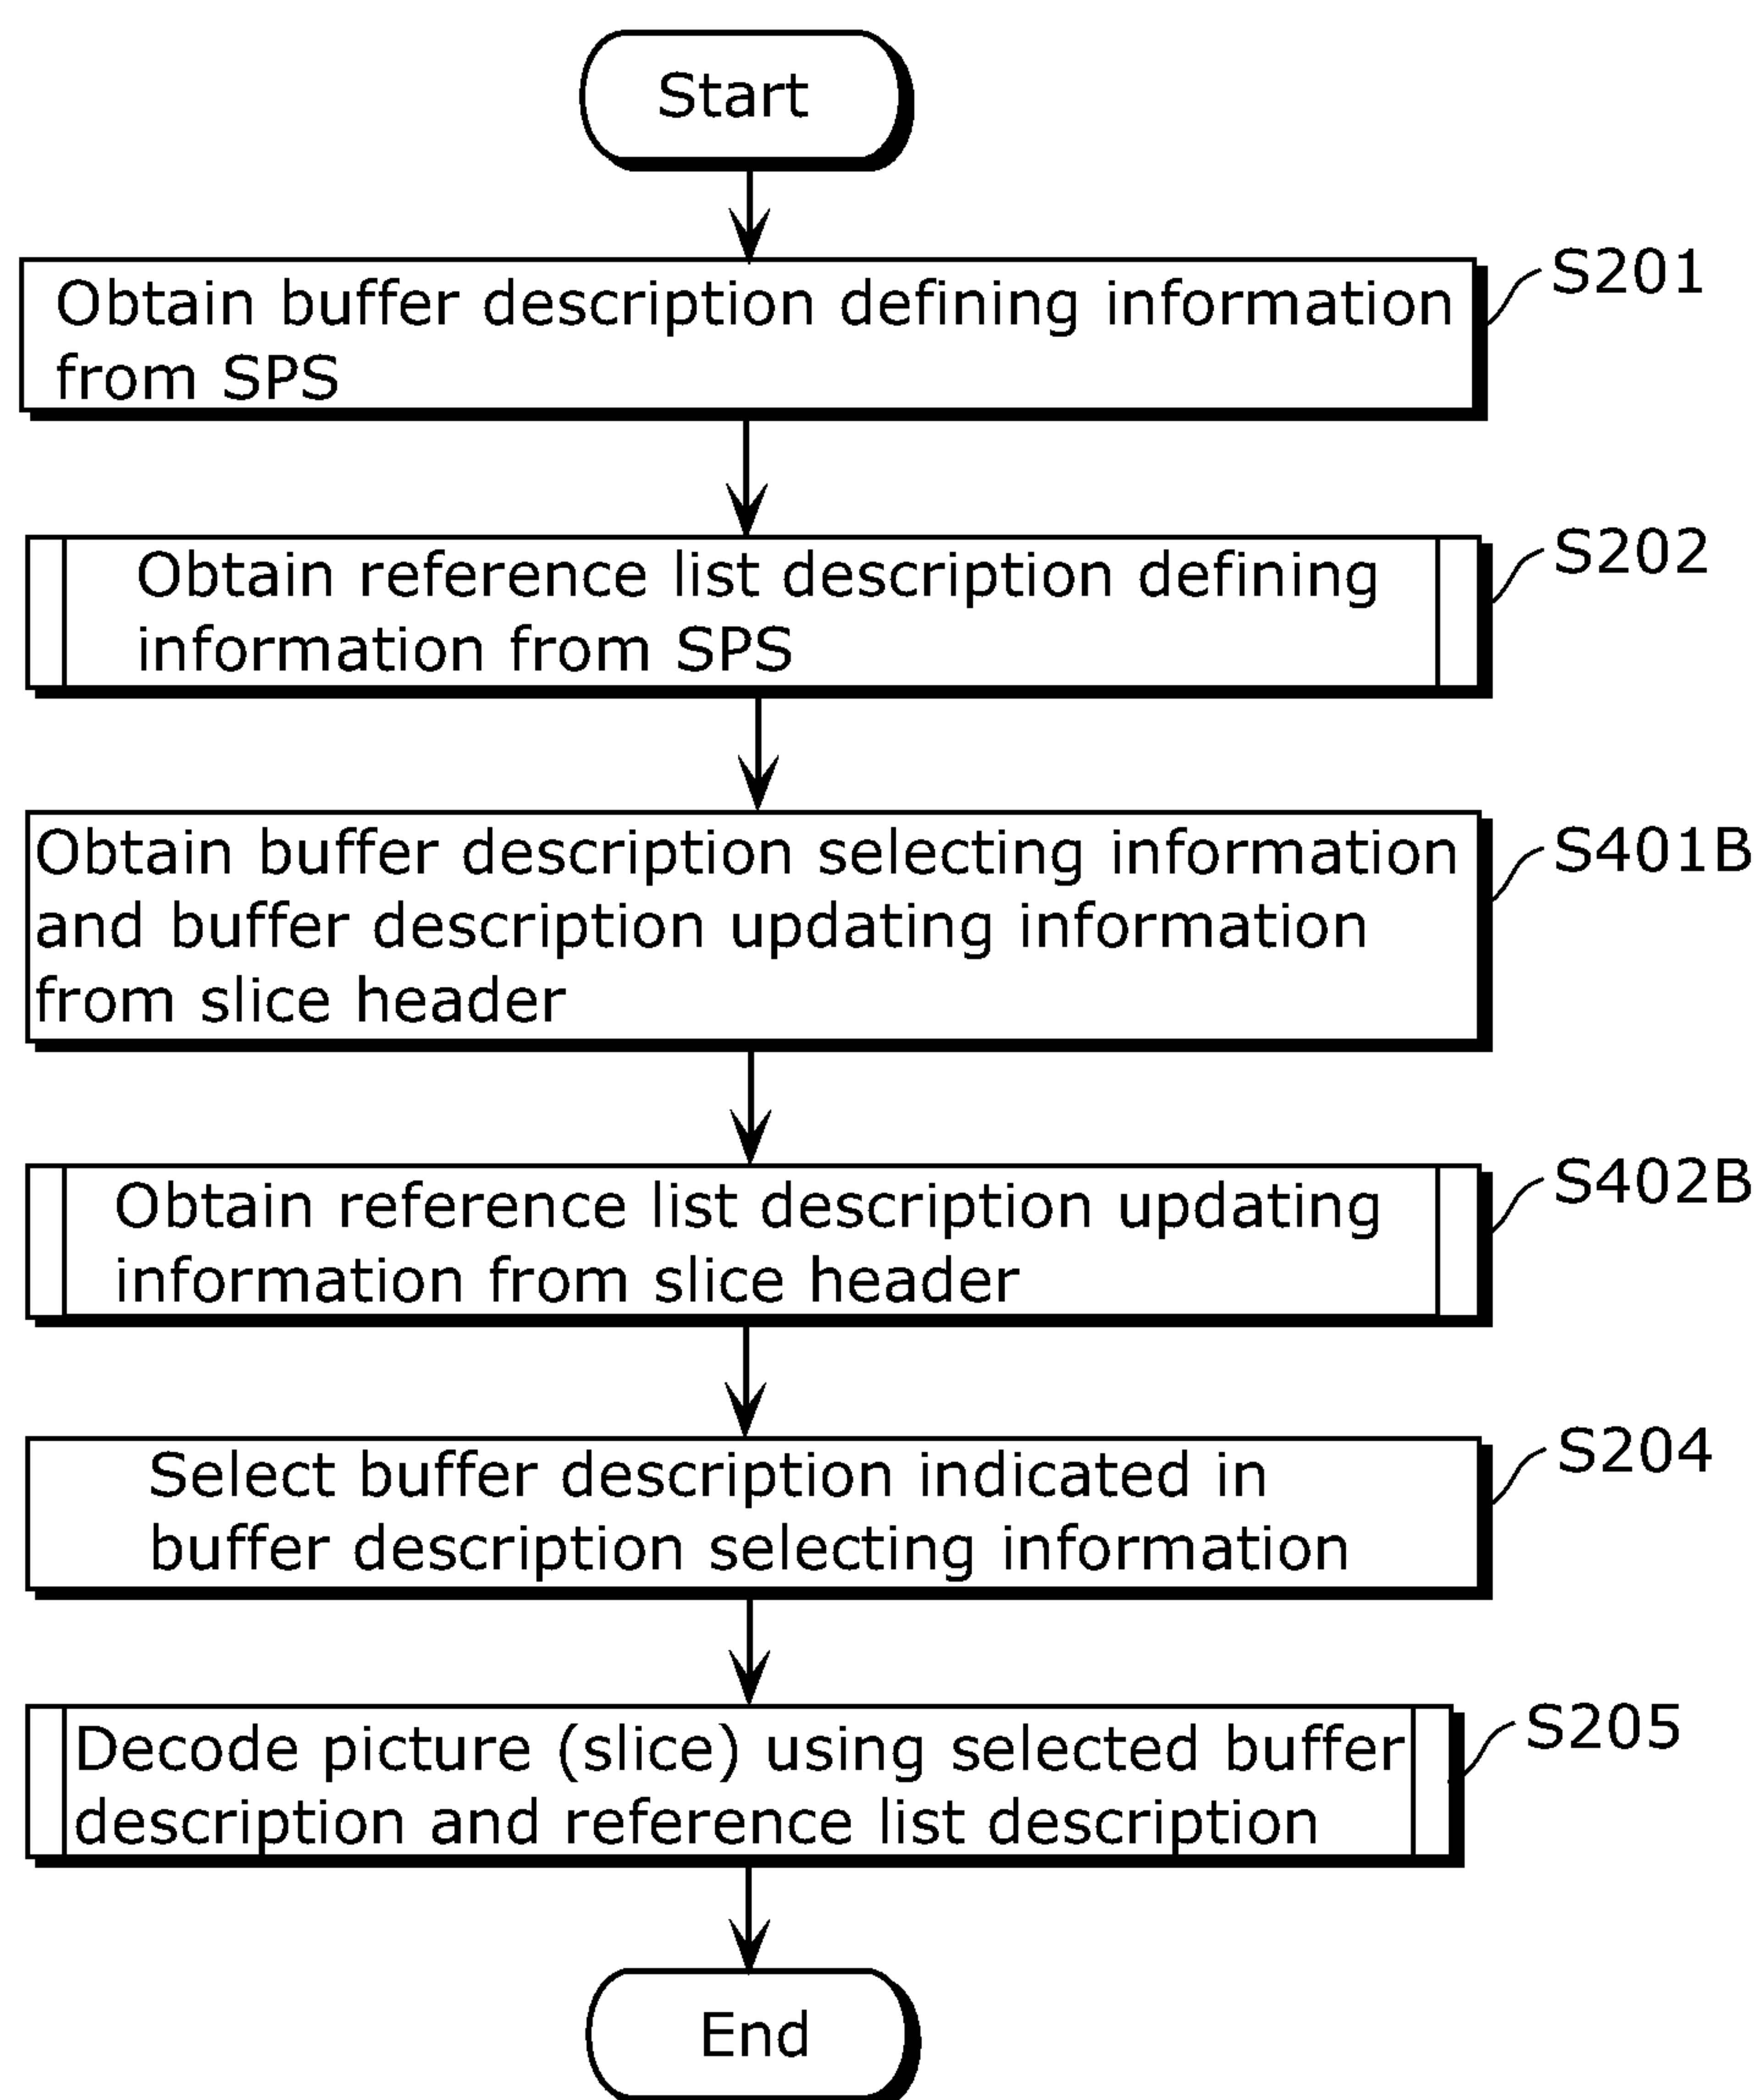 Start
Obtain buffer description defining information
from SPS
S201
Obtain reference list description defining
information from SPS
S202
Obtain buffer description selecting information
and buffer description updating information
from slice header
S401B
Obtain reference list description updating
information from slice header
S402B
Select buffer description indicated in
buffer description selecting information
S204
Decode picture (slice) using selected buffer
description and reference list description
S205
End